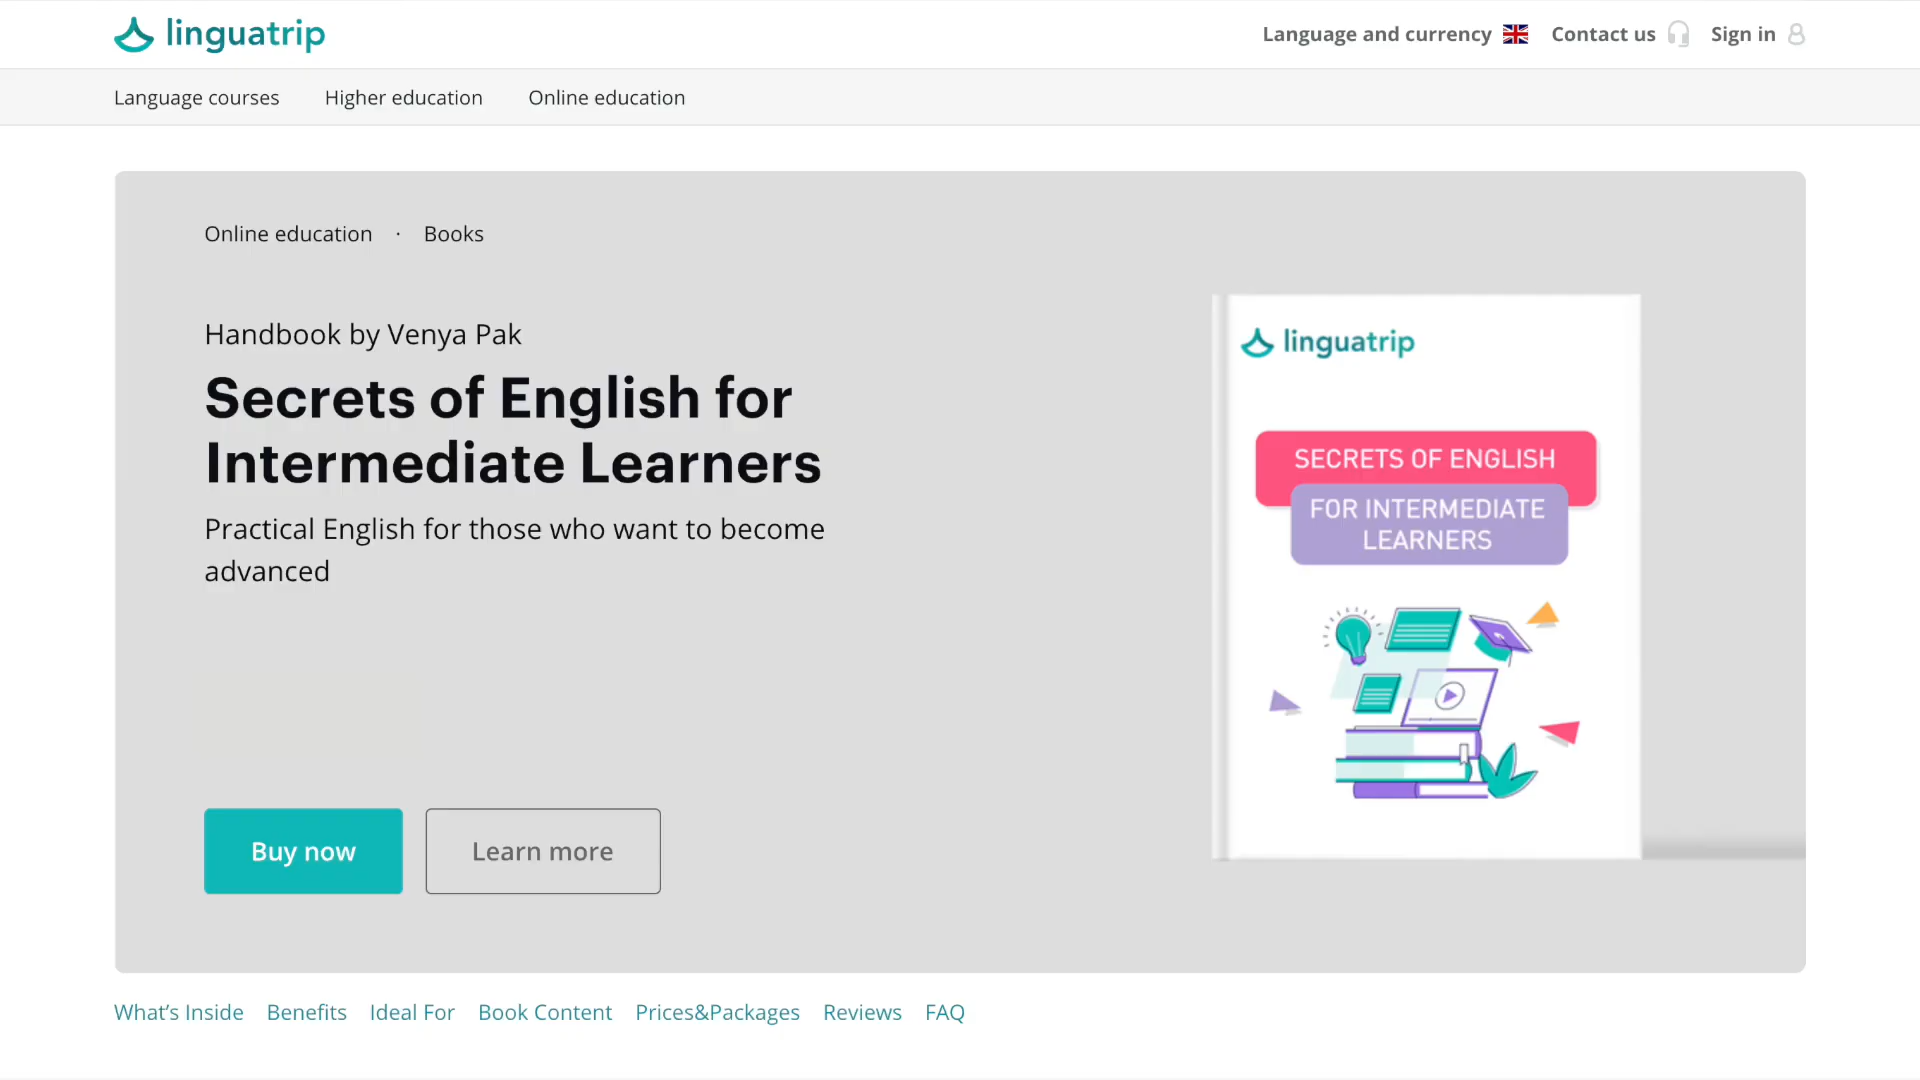 linguatrip
Language and currency
Contact us
Sign in
Language courses
Higher education
Online education
Online education · Books
Handbook by Venya Pak
Secrets of English for
Intermediate Learners
Practical English for those who want to become
advanced
Buy now
Learn more
linguatrip
SECRETS OF ENGLISH
FOR INTERMEDIATE
LEARNERS
What’s Inside
Benefits
Ideal For
Book Content
Prices&Packages
Reviews
FAQ